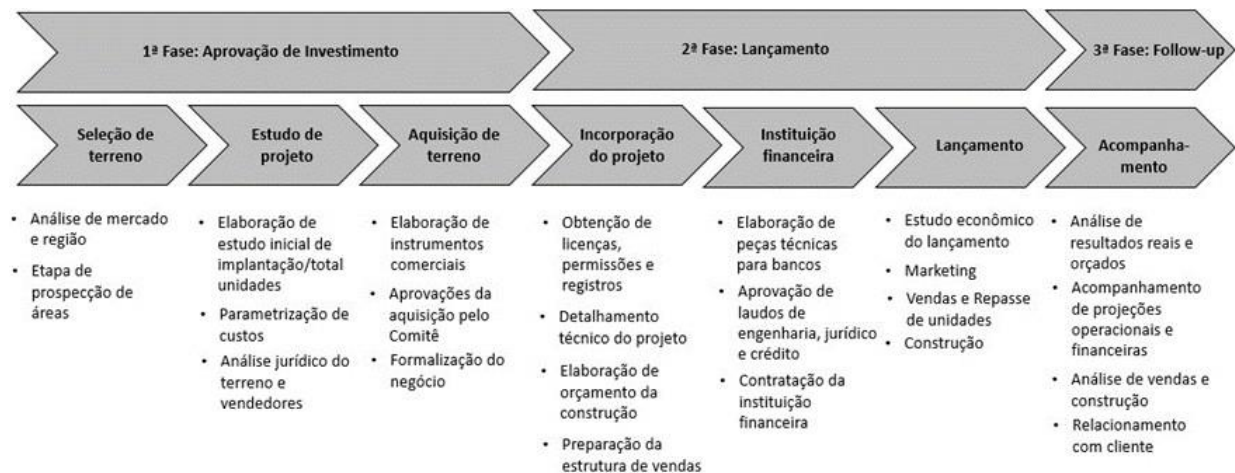 1ª Fase: Aprovação de Investimento
2ª Fase: Lançamento
3ª Fase: Follow-up
Seleção de
terreno
Estudo de
projeto
Aquisição de
terreno
Incorporação
do projeto
Instituição
financeira
Lançamento
Acompanha-
mento
• Análise de mercado
e região
• Etapa de
prospecção de
áreas
• Elaboração de
estudo inicial de
implantação/total
unidades
• Parametrização de
custos
• Análise jurídico do
terreno e
vendedores
• Elaboração de
instrumentos
comerciais
• Aprovações da
aquisição pelo
Comitê
• Formalização do
negócio
• Obtenção de
licenças,
permissões e
registros
• Detalhamento
técnico do projeto
• Elaboração de
orçamento da
construção
• Preparação da
estrutura de vendas
• Elaboração de
peças técnicas
para bancos
• Aprovação de
laudos de
engenharia, jurídico
e crédito
• Contratação da
instituição
financeira
• Estudo econômico
do lançamento
• Marketing
• Vendas e Repasse
de unidades
• Construção
• Análise de
resultados reais e
orçados
• Acompanhamento
de projeções
operacionais e
financeiras
• Análise de vendas e
construção
• Relacionamento
com cliente